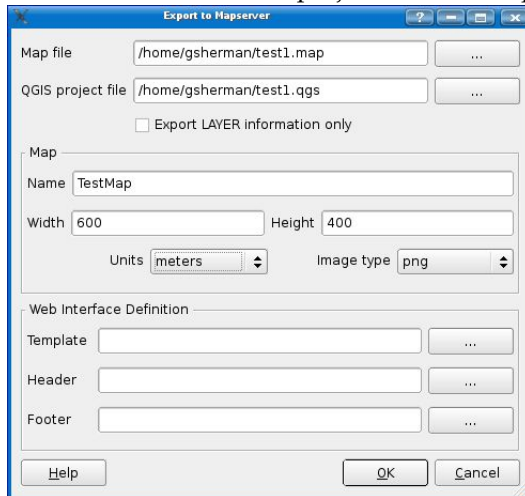 Export to Mapserver
Map file /home/gsherman/test1.map ...
QGIS project file /home/gsherman/test1.qgs ...
Export LAYER information only
Map
Name TestMap
Width 600 Height 400
Units meters Image type png
Web Interface Definition
Template ...
Header ...
Footer ...
Help OK Cancel